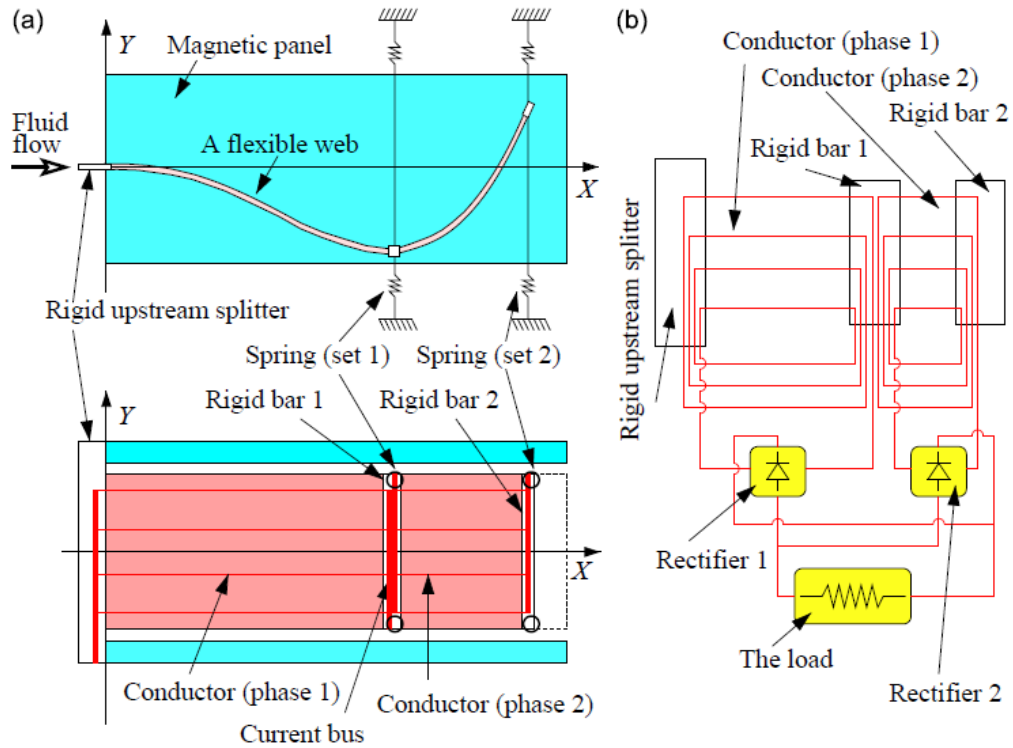 (a)
Y
Magnetic panel
Fluid
flow
A flexible web
X
Rigid upstream splitter
Spring (set 1)
Spring (set 2)
Rigid bar 1
Rigid bar 2
Y
X
Conductor (phase 1)
Conductor (phase 2)
Current bus
(b)
Conductor (phase 1)
Conductor (phase 2)
Rigid bar 2
Rigid bar 1
Rigid upstream splitter
Rectifier 1
The load
Rectifier 2